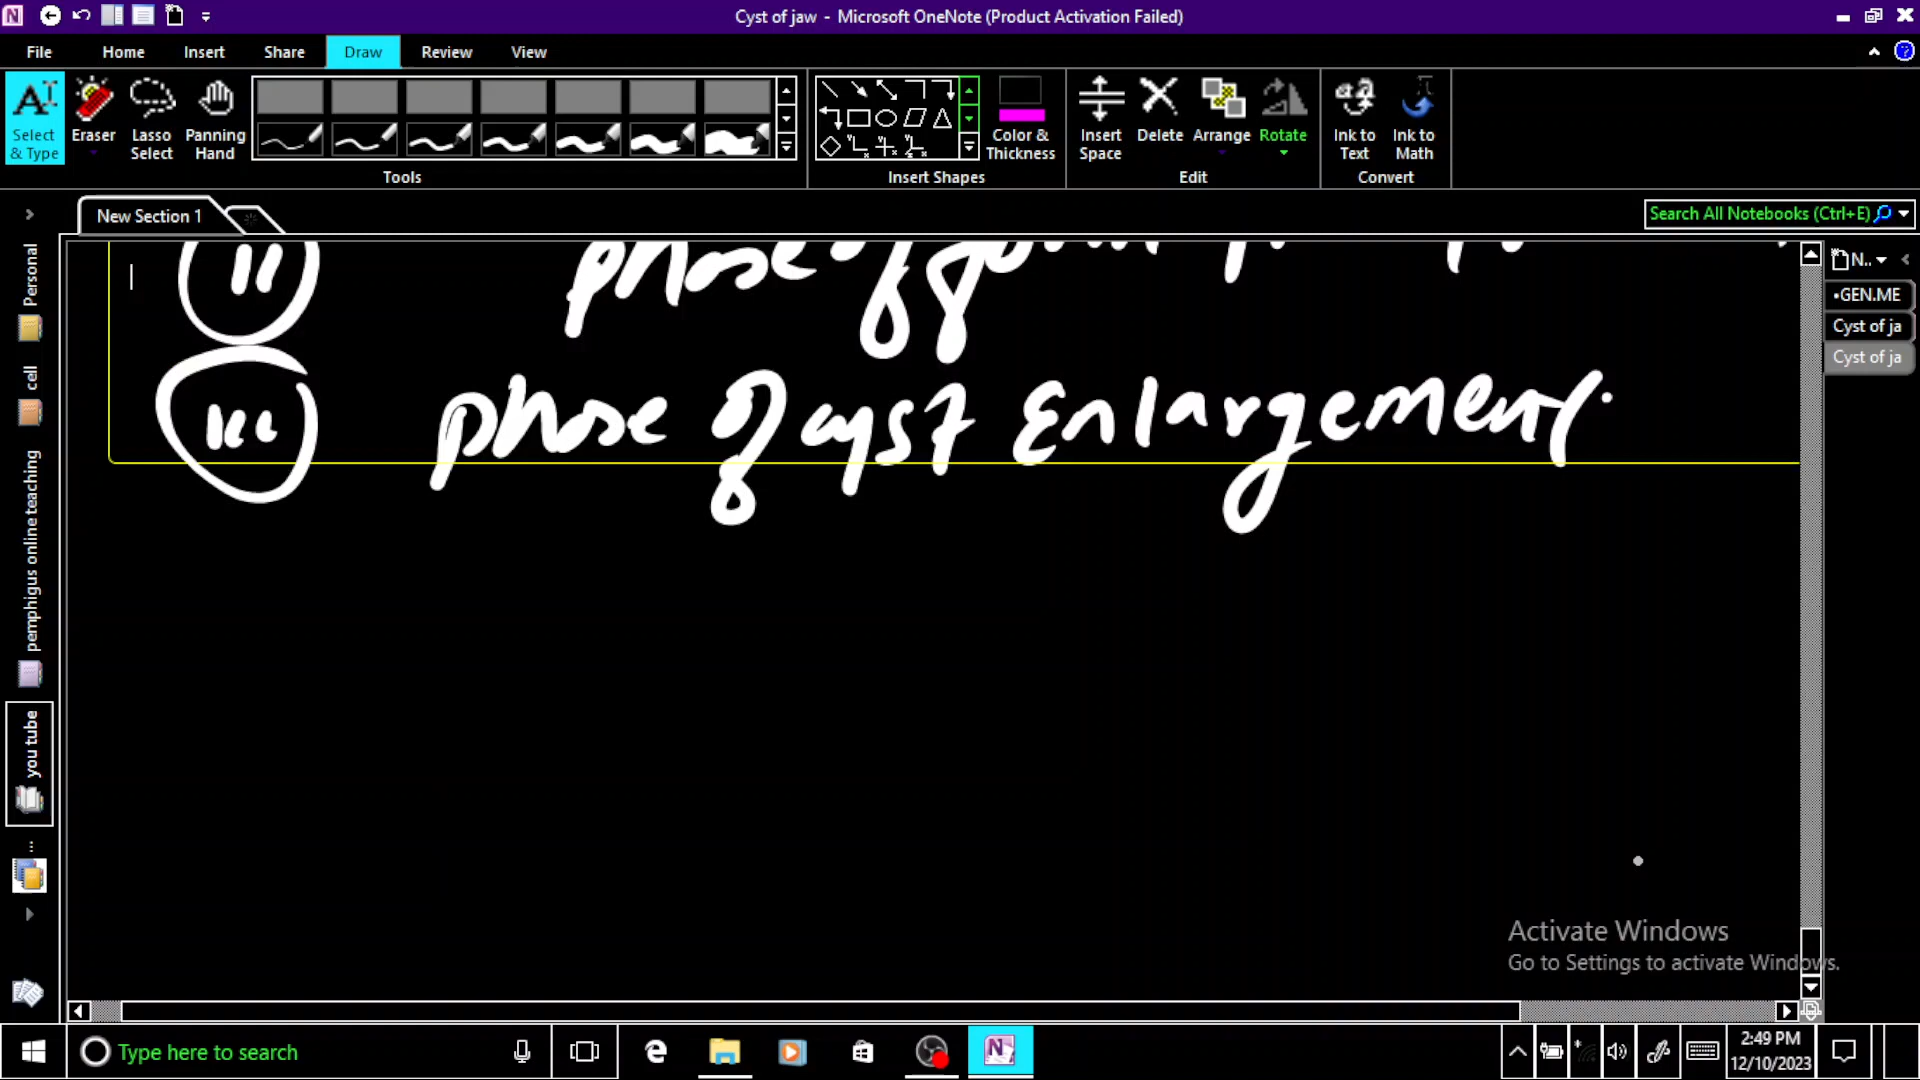 Cyst of jaw - Microsoft OneNote (Product Activation Failed)
File Home Insert Share Draw Review View
Select & Type
Eraser
Lasso Select
Panning Hand
Color & Thickness
Insert Space
Delete
Arrange
Rotate
Ink to Text
Ink to Math
Tools
Insert Shapes
Edit
Convert
New Section 1
Search All Notebooks (Ctrl+E)
Personal
cell
pemphigus online teaching
you tube
N..
•GEN.ME
Cyst of ja
Cyst of ja
II phase of
III phase of cyst Enlargement.
Activate Windows
Go to Settings to activate Windows.
Type here to search
2:49 PM
12/10/2023